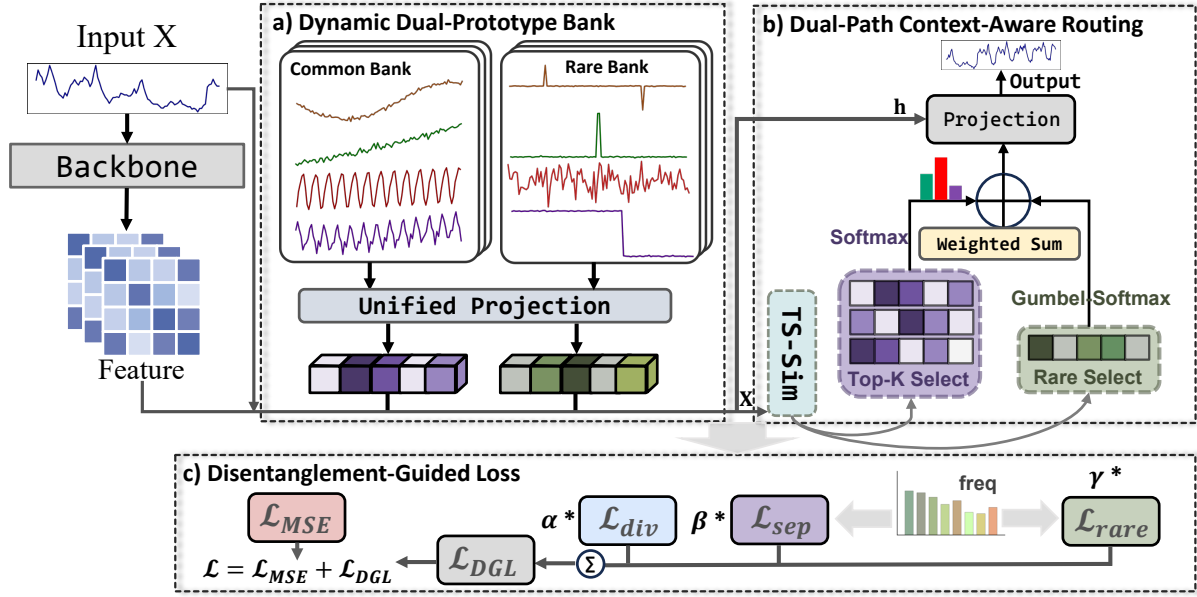 Input X
Backbone
Feature
a) Dynamic Dual-Prototype Bank
Common Bank
Rare Bank
Unified Projection
b) Dual-Path Context-Aware Routing
Output
h
Projection
Softmax
Weighted Sum
Gumbel-Softmax
X
TS-Sim
Top-K Select
Rare Select
c) Disentanglement-Guided Loss
freq
γ *
ℒ_MSE
α *
ℒ_div
β *
ℒ_sep
ℒ_rare
ℒ = ℒ_MSE + ℒ_DGL
ℒ_DGL
Σ